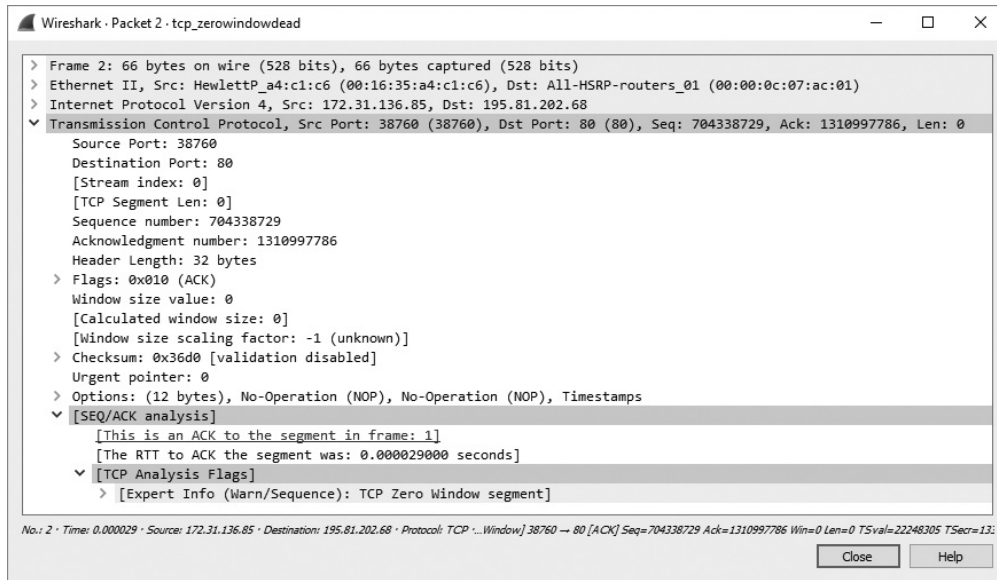 Wireshark · Packet 2 · tcp_zerowindowdead
> Frame 2: 66 bytes on wire (528 bits), 66 bytes captured (528 bits)
> Ethernet II, Src: HewlettP_a4:c1:c6 (00:16:35:a4:c1:c6), Dst: All-HSRP-routers_01 (00:00:0c:07:ac:01)
> Internet Protocol Version 4, Src: 172.31.136.85, Dst: 195.81.202.68
Transmission Control Protocol, Src Port: 38760 (38760), Dst Port: 80 (80), Seq: 704338729, Ack: 1310997786, Len: 0
Source Port: 38760
Destination Port: 80
[Stream index: 0]
[TCP Segment Len: 0]
Sequence number: 704338729
Acknowledgment number: 1310997786
Header Length: 32 bytes
> Flags: 0x010 (ACK)
Window size value: 0
[Calculated window size: 0]
[Window size scaling factor: -1 (unknown)]
> Checksum: 0x36d0 [validation disabled]
Urgent pointer: 0
> Options: (12 bytes), No-Operation (NOP), No-Operation (NOP), Timestamps
[SEQ/ACK analysis]
[This is an ACK to the segment in frame: 1]
[The RTT to ACK the segment was: 0.000029000 seconds]
[TCP Analysis Flags]
> [Expert Info (Warn/Sequence): TCP Zero Window segment]
No.: 2 · Time: 0.000029 · Source: 172.31.136.85 · Destination: 195.81.202.68 · Protocol: TCP ·...Window] 38760 → 80 [ACK] Seq=704338729 Ack=1310997786 Win=0 Len=0 TSval=22248305 TSecr=133
Close Help